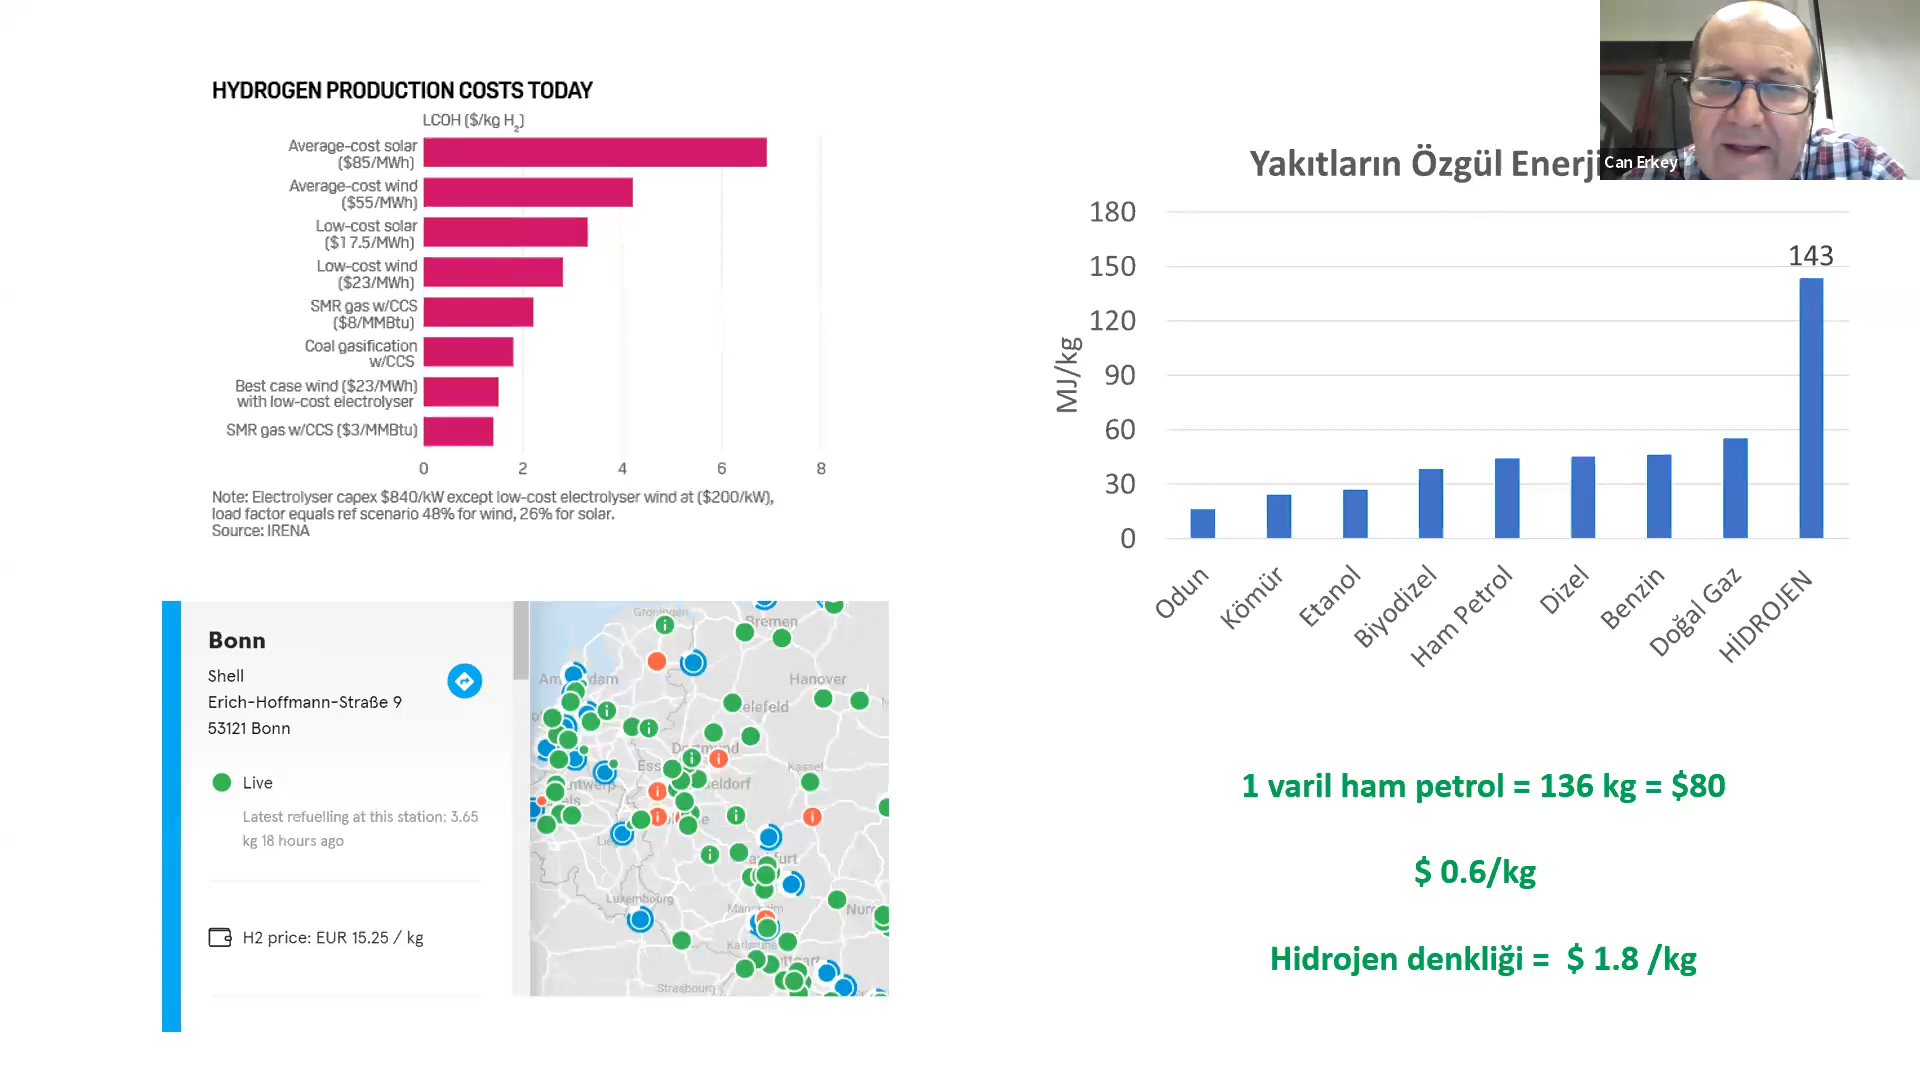 HYDROGEN PRODUCTION COSTS TODAY
LCOH ($/kg H₂)
Average-cost solar
($85/MWh)
Average-cost wind
($55/MWh)
Low-cost solar
($17.5/MWh)
Low-cost wind
($23/MWh)
SMR gas w/CCS
($8/MMBtu)
Coal gasification
w/CCS
Best case wind ($23/MWh)
with low-cost electrolyser
SMR gas w/CCS ($3/MMBtu)
0 2 4 6 8
Note: Electrolyser capex $840/kW except low-cost electrolyser wind at ($200/kW),
load factor equals ref scenario 48% for wind, 26% for solar.
Source: IRENA
Can Erkey
Yakıtların Özgül Enerji
MJ/kg
180
150
120
90
60
30
0
143
Odun
Kömür
Etanol
Biyodizel
Ham Petrol
Dizel
Benzin
Doğal Gaz
HİDROJEN
Bonn
Shell
Erich-Hoffmann-Straße 9
53121 Bonn
Live
Latest refuelling at this station: 3.65
kg 18 hours ago
H2 price: EUR 15.25 / kg
Groningen
Bremen
Hanover
Dortmund
Kassel
Luxembourg
Karlsruhe
Strasbourg
1 varil ham petrol = 136 kg = $80
$ 0.6/kg
Hidrojen denkliği = $ 1.8 /kg